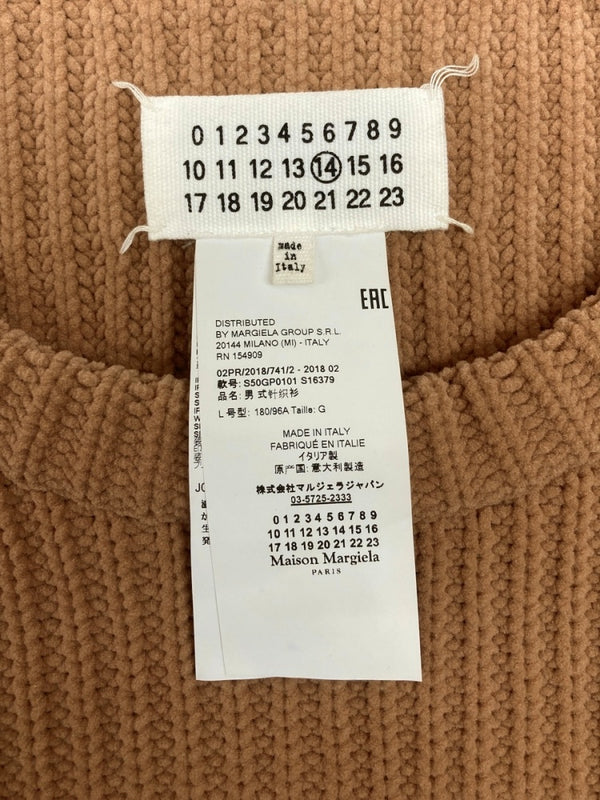 0 1 2 3 4 5 6 7 8 9
10 11 12 13 14 15 16
17 18 19 20 21 22 23
made
in
Italy
EAC
DISTRIBUTED
BY MARGIELA GROUP S.R.L.
20144 MILANO (MI) - ITALY
RN 154909
02PR/2018/741/2 - 2018 02
款号: S50GP0101 S16379
品名: 男式针织衫
L 号型: 180/96A Taille: G
MADE IN ITALY
FABRIQUÉ EN ITALIE
イタリア製
原产国: 意大利製造
株式会社マルジェラジャパン
03-5725-2333
0 1 2 3 4 5 6 7 8 9
10 11 12 13 14 15 16
17 18 19 20 21 22 23
Maison Margiela
PARIS